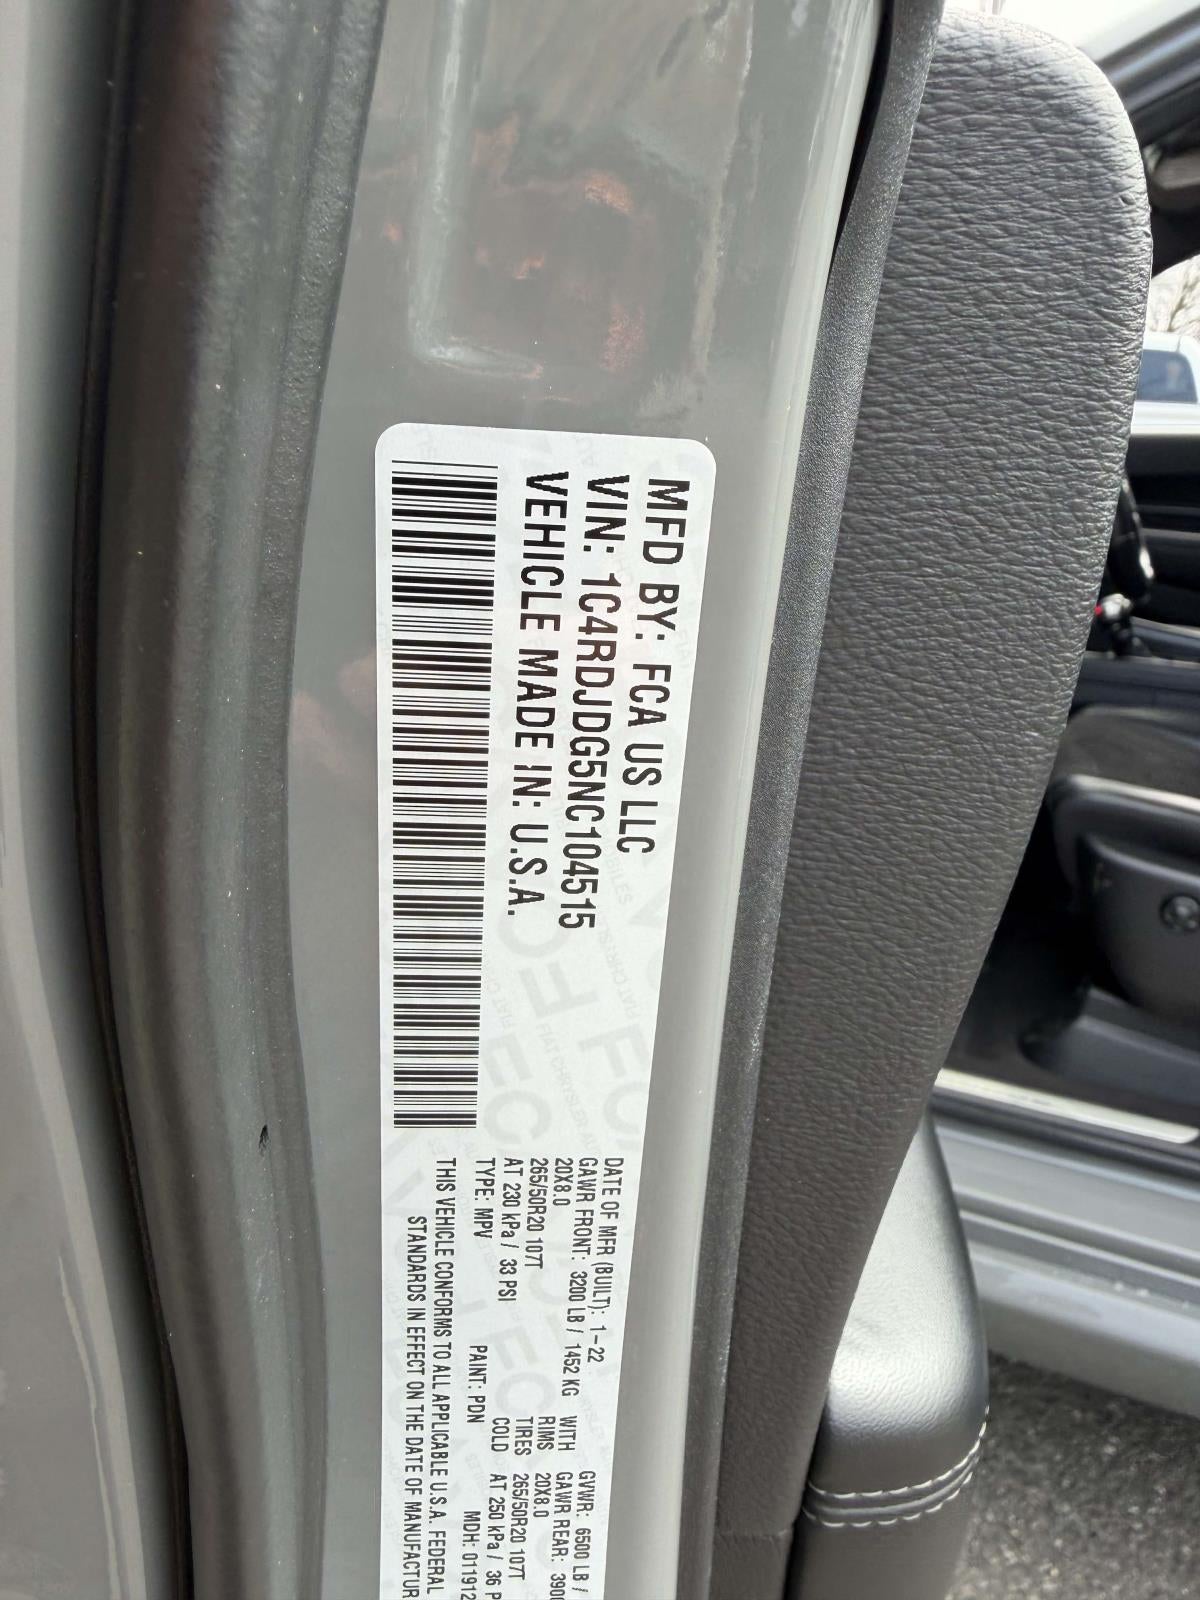 MFD BY: FCA US LLC
VIN: 1C4RDJDG5NC104515
VEHICLE MADE IN: U.S.A.
DATE OF MFR (BUILT): 1-22 GVWR: 6500 LB /
GAWR FRONT: 3200 LB / 1452 KG WITH GAWR REAR:
20X8.0 RIMS 20X8.0
265/50R20 107T TIRES 265/50R20 107T
AT 230 kPa / 33 PSI COLD AT 250 kPa / 36 P
TYPE: MPV PAINT: PDN MDH: 011912
THIS VEHICLE CONFORMS TO ALL APPLICABLE U.S.A. FEDERAL
STANDARDS IN EFFECT ON THE DATE OF MANUFACTUR